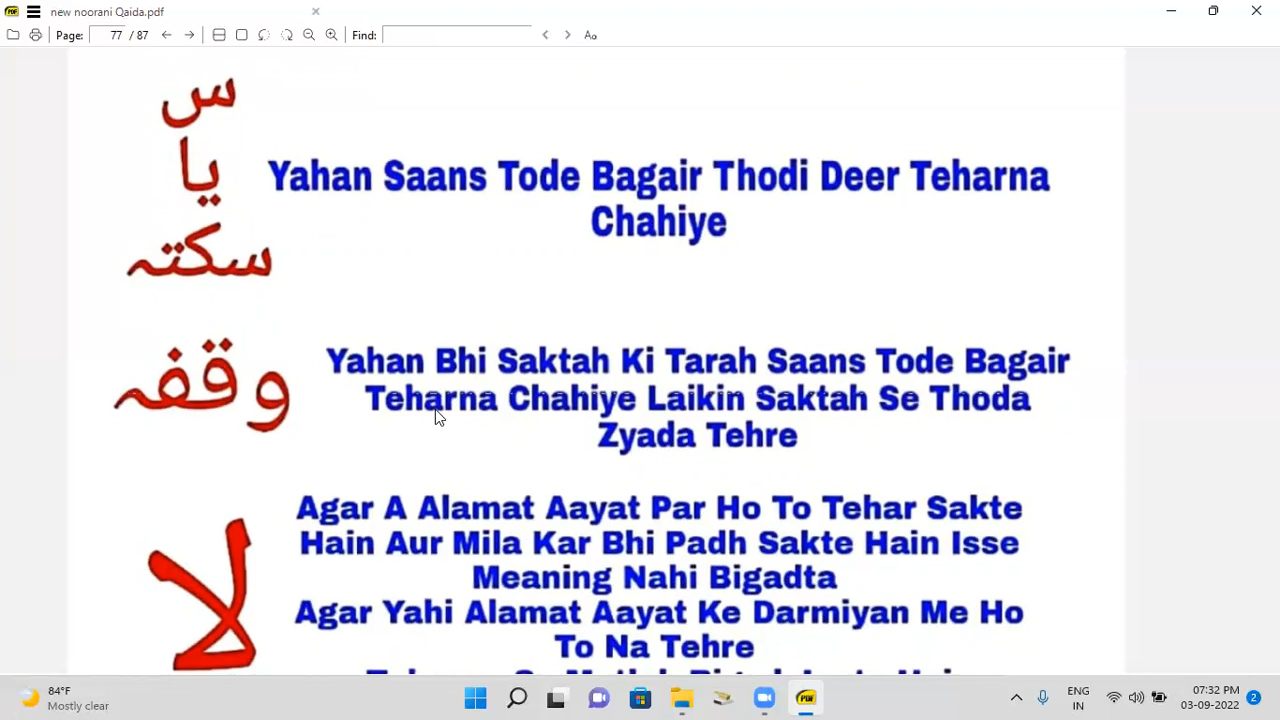 new noorani Qaida.pdf
Page: 77 / 87 Find: Aa
س
یا
سکتہ
Yahan Saans Tode Bagair Thodi Deer Teharna
Chahiye
وقفہ
Yahan Bhi Saktah Ki Tarah Saans Tode Bagair
Teharna Chahiye Laikin Saktah Se Thoda
Zyada Tehre
لا
Agar A Alamat Aayat Par Ho To Tehar Sakte
Hain Aur Mila Kar Bhi Padh Sakte Hain Isse
Meaning Nahi Bigadta
Agar Yahi Alamat Aayat Ke Darmiyan Me Ho
To Na Tehre
84°F
Mostly clear
ENG
IN
07:32 PM
03-09-2022
2